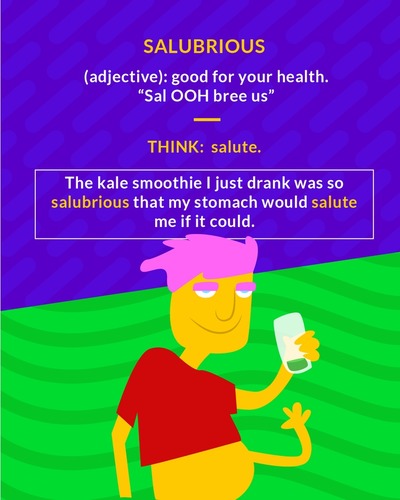 SALUBRIOUS
(adjective): good for your health.
“Sal OOH bree us”
THINK: salute.
The kale smoothie I just drank was so
salubrious that my stomach would salute
me if it could.